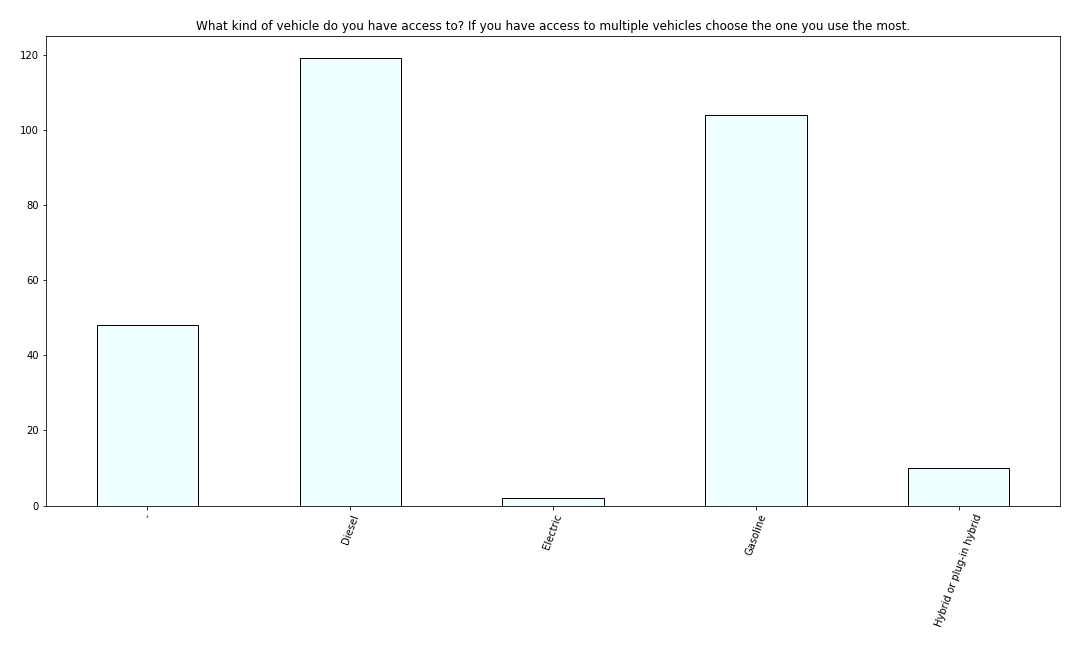 What kind of vehicle do you have access to? If you have access to multiple vehicles choose the one you use the most.
120
100
80
60
40
20
0
-
Diesel
Electric
Gasoline
Hybrid or plug-in hybrid